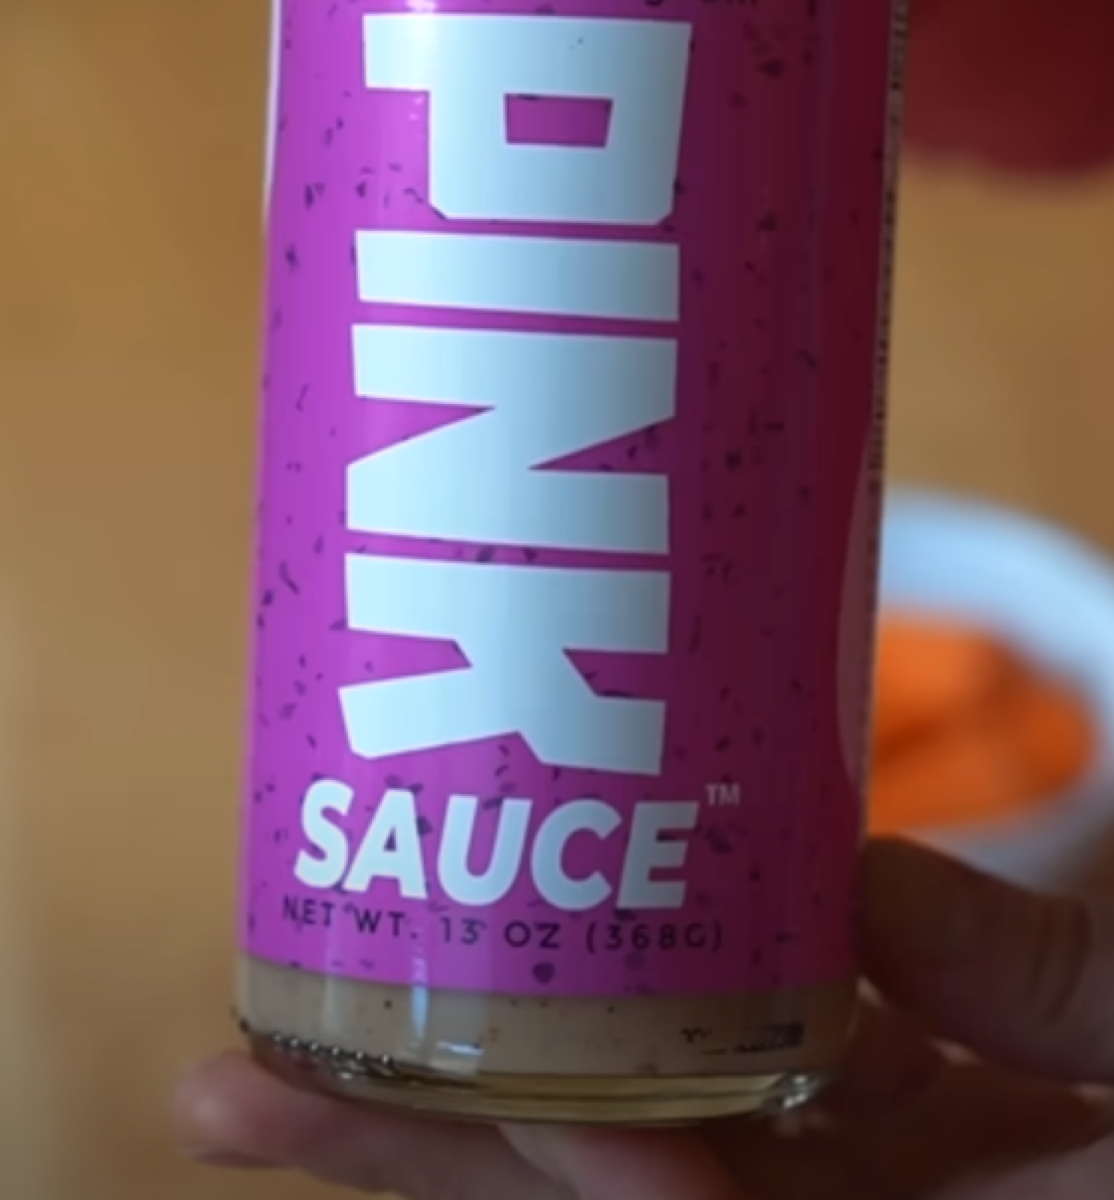 PINK
SAUCE™
NET WT. 13 OZ (368G)